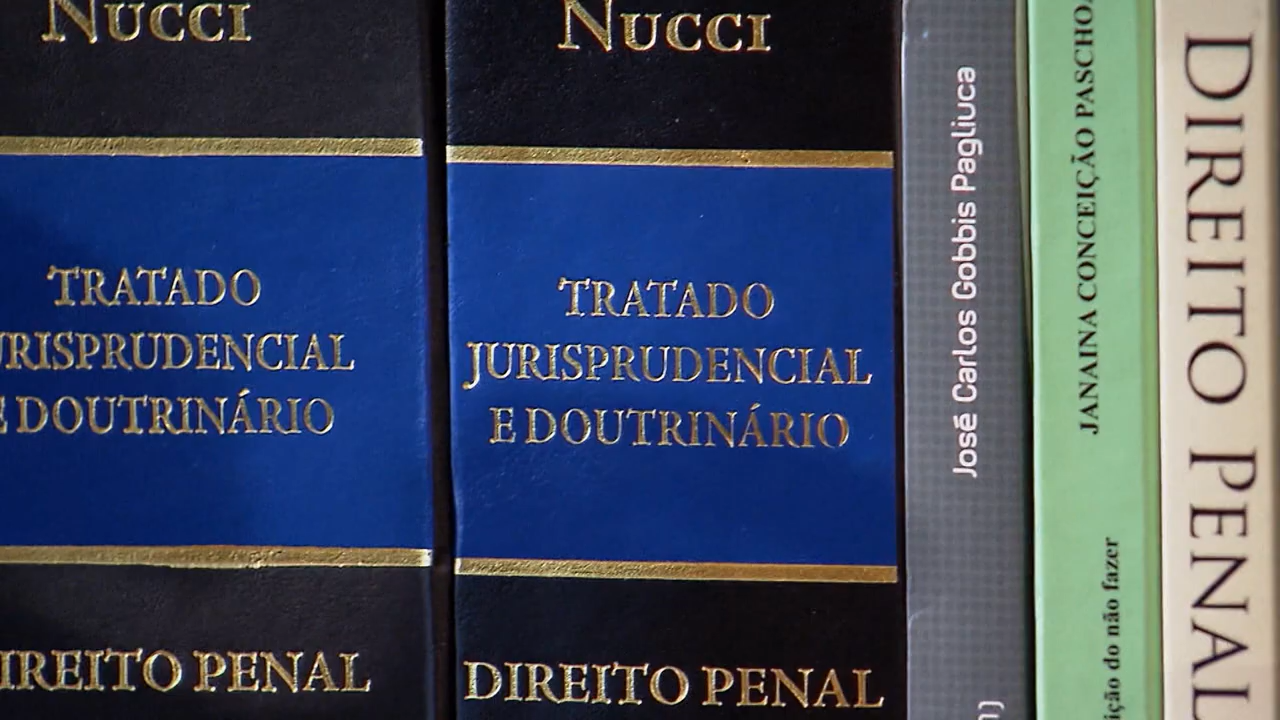 NUCCI
TRATADO
JURISPRUDENCIAL
E DOUTRINÁRIO
DIREITO PENAL
NUCCI
TRATADO
JURISPRUDENCIAL
E DOUTRINÁRIO
DIREITO PENAL
José Carlos Gobbis Pagliuca
JANAINA CONCEIÇÃO PASCHO
ição do não fazer
DIREITO PENAL